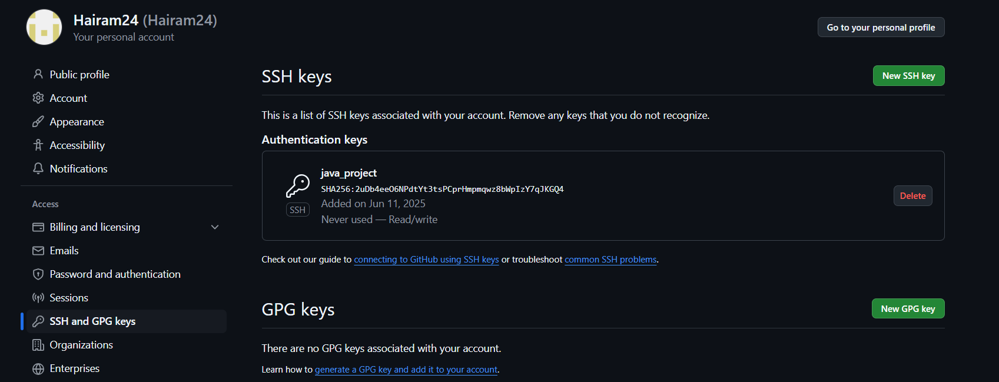 Hairam24 (Hairam24)
Your personal account
Go to your personal profile
Public profile
Account
Appearance
Accessibility
Notifications
Access
Billing and licensing
Emails
Password and authentication
Sessions
SSH and GPG keys
Organizations
Enterprises
SSH keys
New SSH key
This is a list of SSH keys associated with your account. Remove any keys that you do not recognize.
Authentication keys
java_project
SHA256:2uDb4eeO6NPdtYt3tsPCprHmpmqwz8bWpIzY7qJKGQ4
Added on Jun 11, 2025
Never used — Read/write
SSH
Delete
Check out our guide to connecting to GitHub using SSH keys or troubleshoot common SSH problems.
GPG keys
New GPG key
There are no GPG keys associated with your account.
Learn how to generate a GPG key and add it to your account.